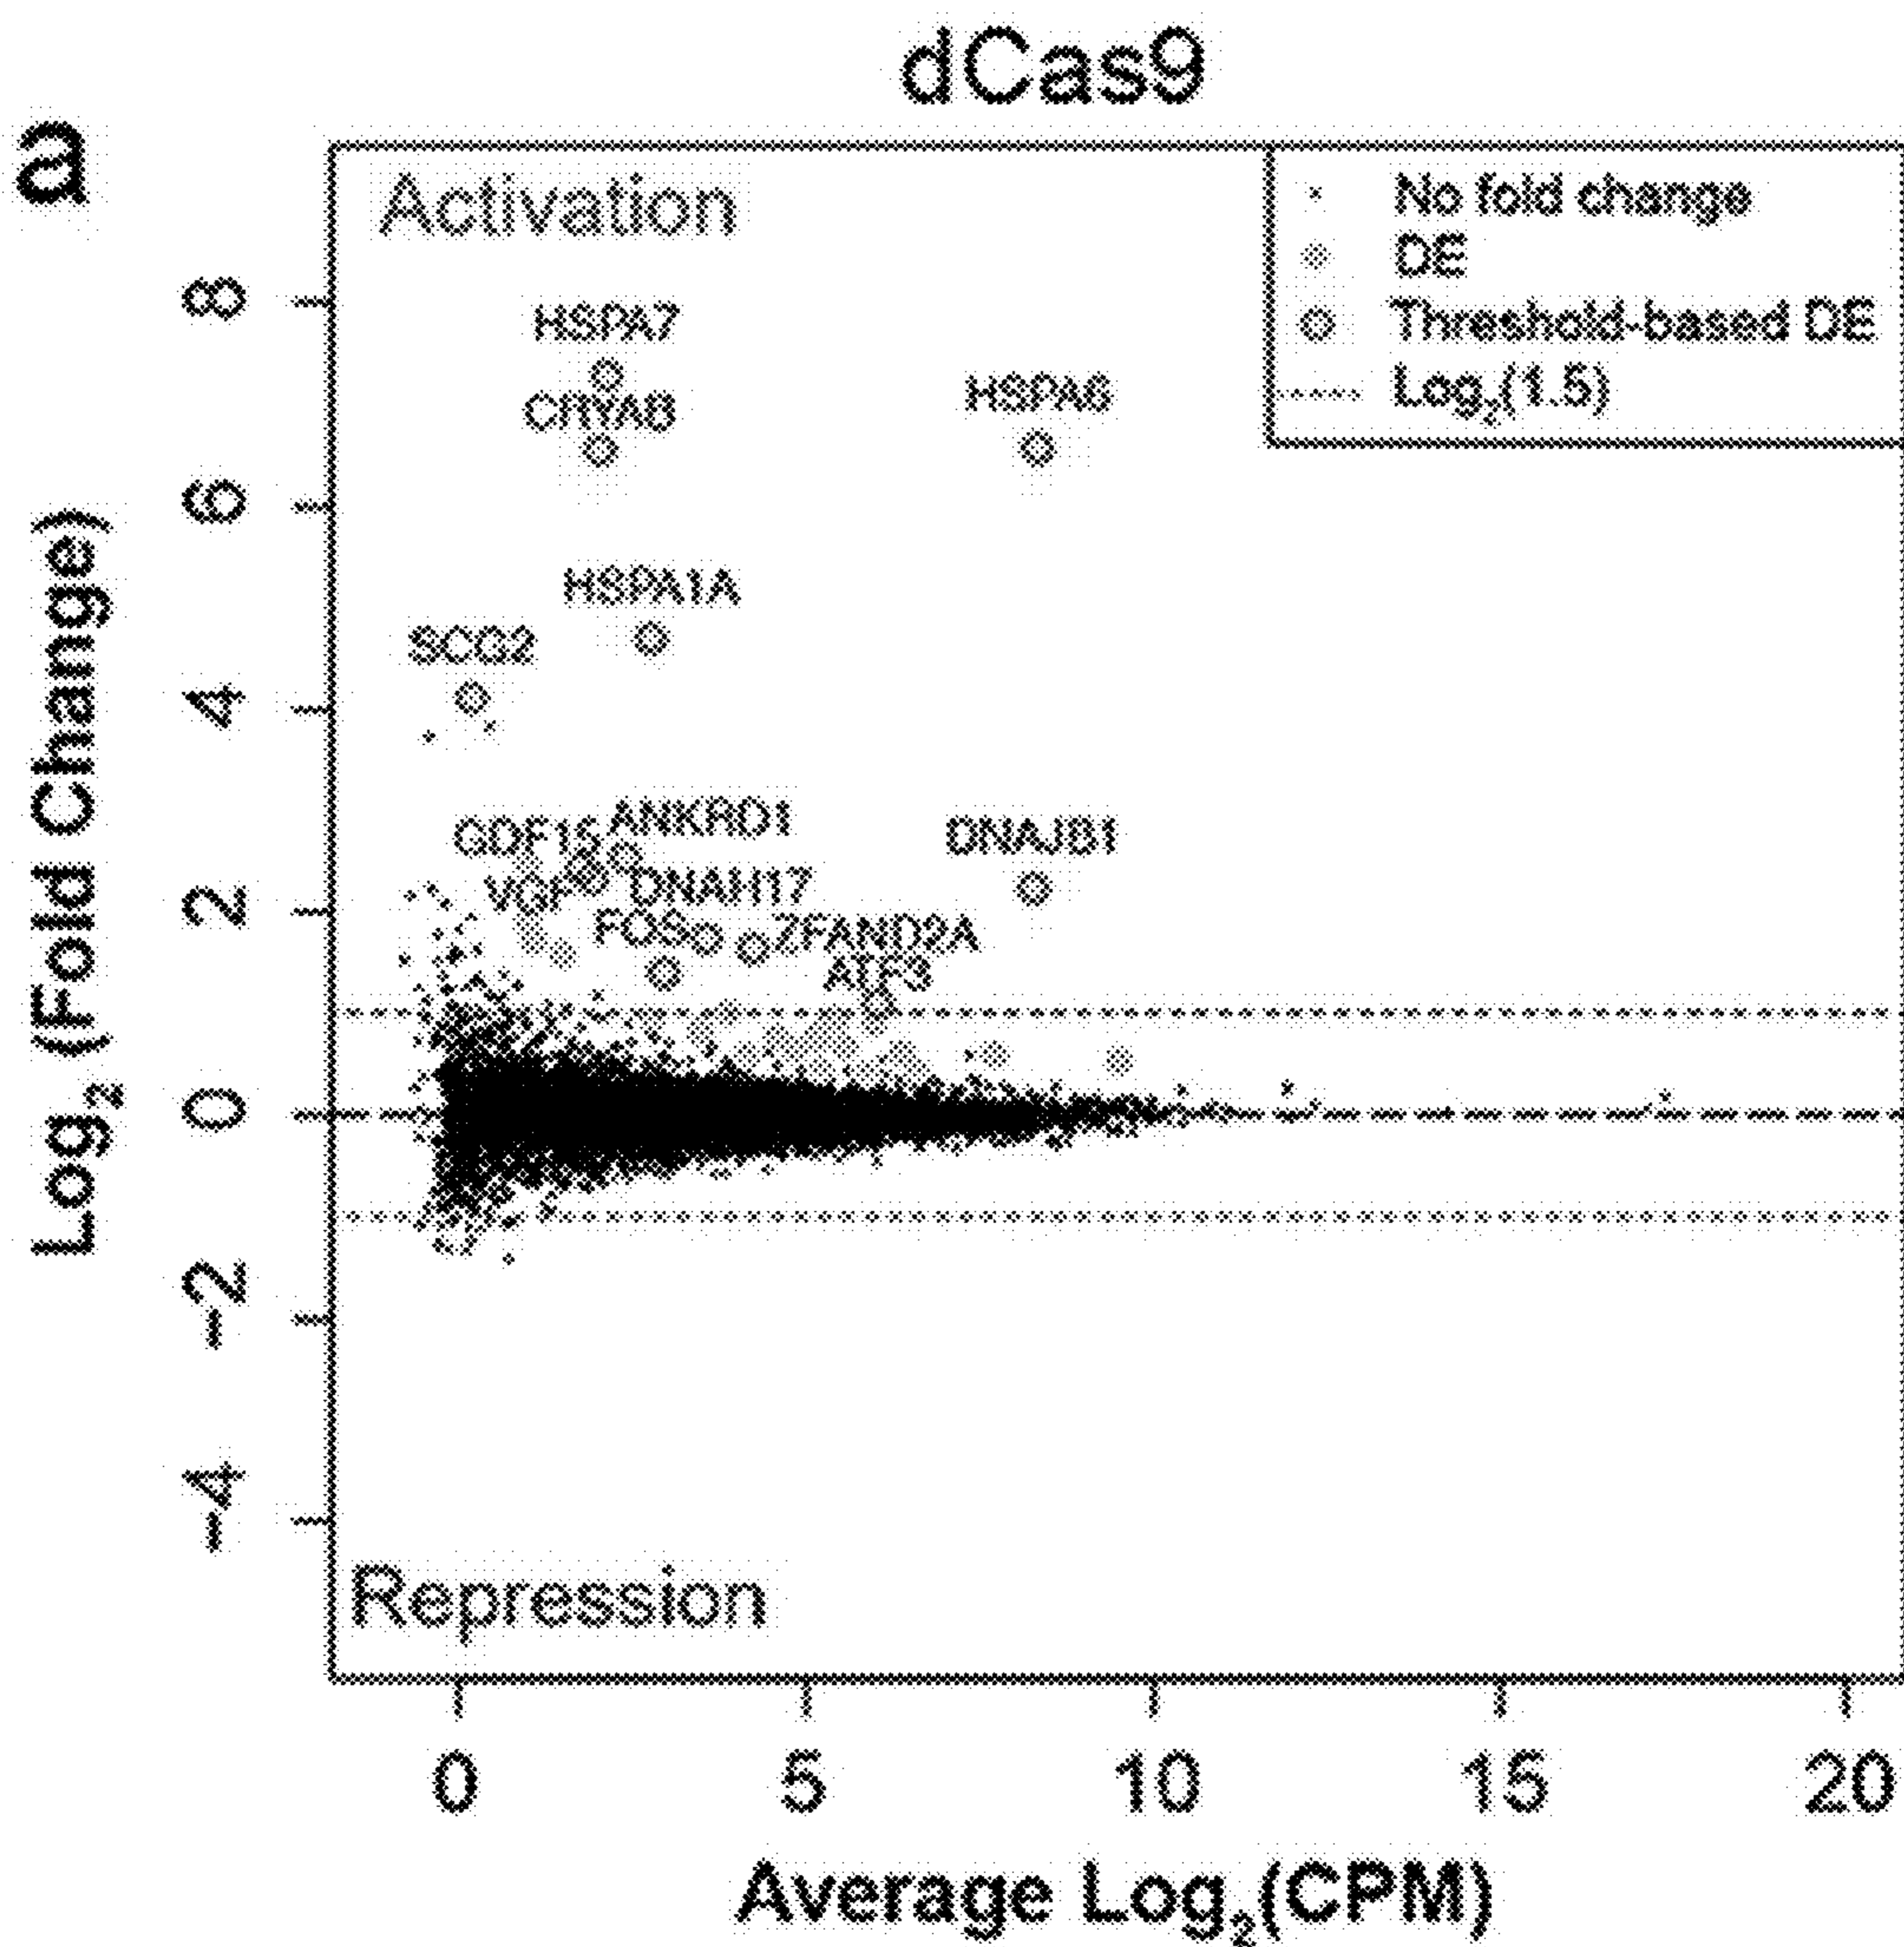 dCas9
a
Activation
No fold change
DE
Threshold-based DE
Log2(1.5)
HSPA7
CRYAB
HSPA6
HSPA1A
SCG2
GDF15
ANKRD1
DNAJB1
VGF
DNAH17
FOS
ZFAND2A
ATF3
Repression
Log2 (Fold Change)
8
6
4
2
0
−2
−4
0
5
10
15
20
Average Log2(CPM)